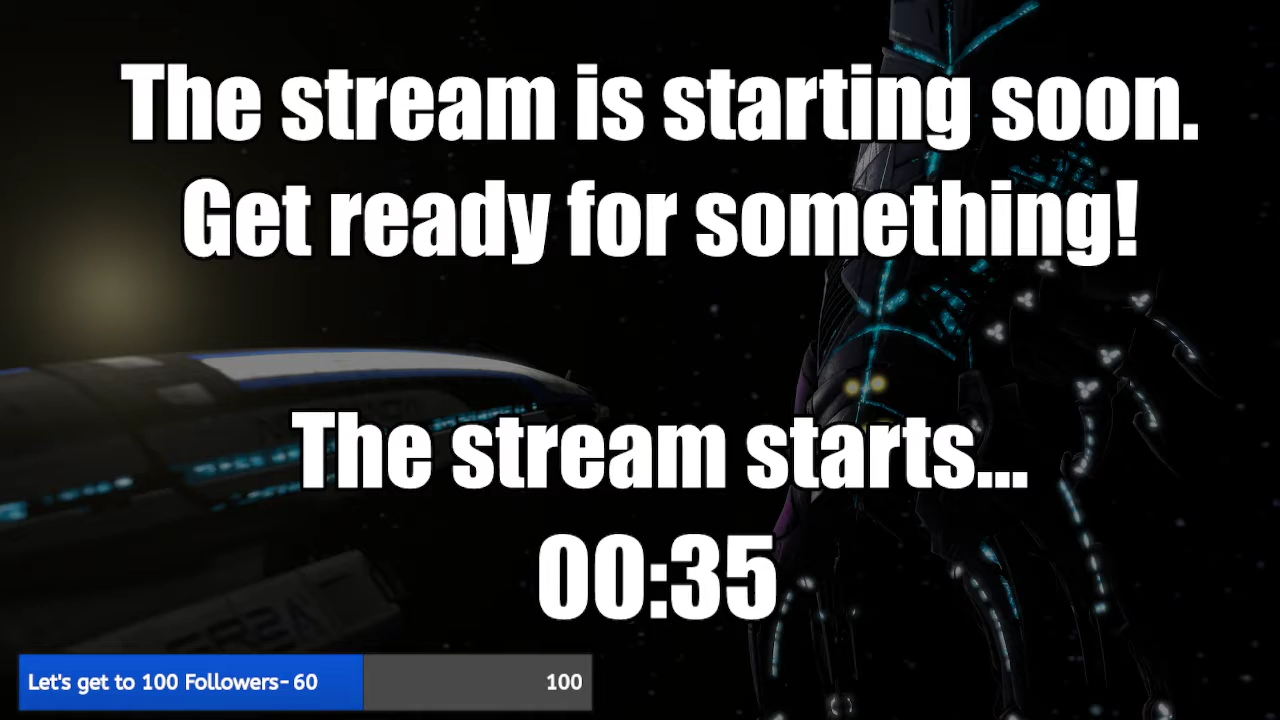 The stream is starting soon.
Get ready for something!
The stream starts...
00:35
Let's get to 100 Followers- 60
100